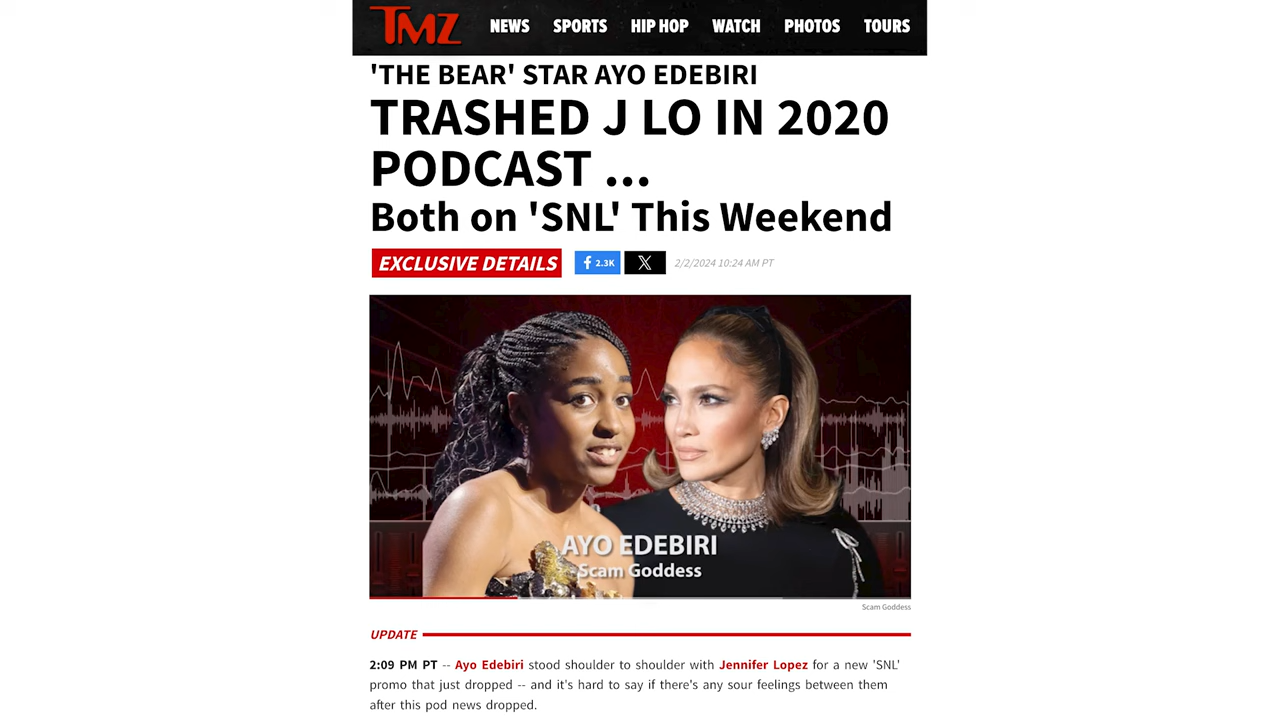 TMZ NEWS SPORTS HIP HOP WATCH PHOTOS TOURS
'THE BEAR' STAR AYO EDEBIRI
TRASHED J LO IN 2020
PODCAST ...
Both on 'SNL' This Weekend
EXCLUSIVE DETAILS 2.3K X 2/2/2024 10:24 AM PT
AYO EDEBIRI
Scam Goddess
Scam Goddess
UPDATE
2:09 PM PT -- Ayo Edebiri stood shoulder to shoulder with Jennifer Lopez for a new 'SNL'
promo that just dropped -- and it's hard to say if there's any sour feelings between them
after this pod news dropped.